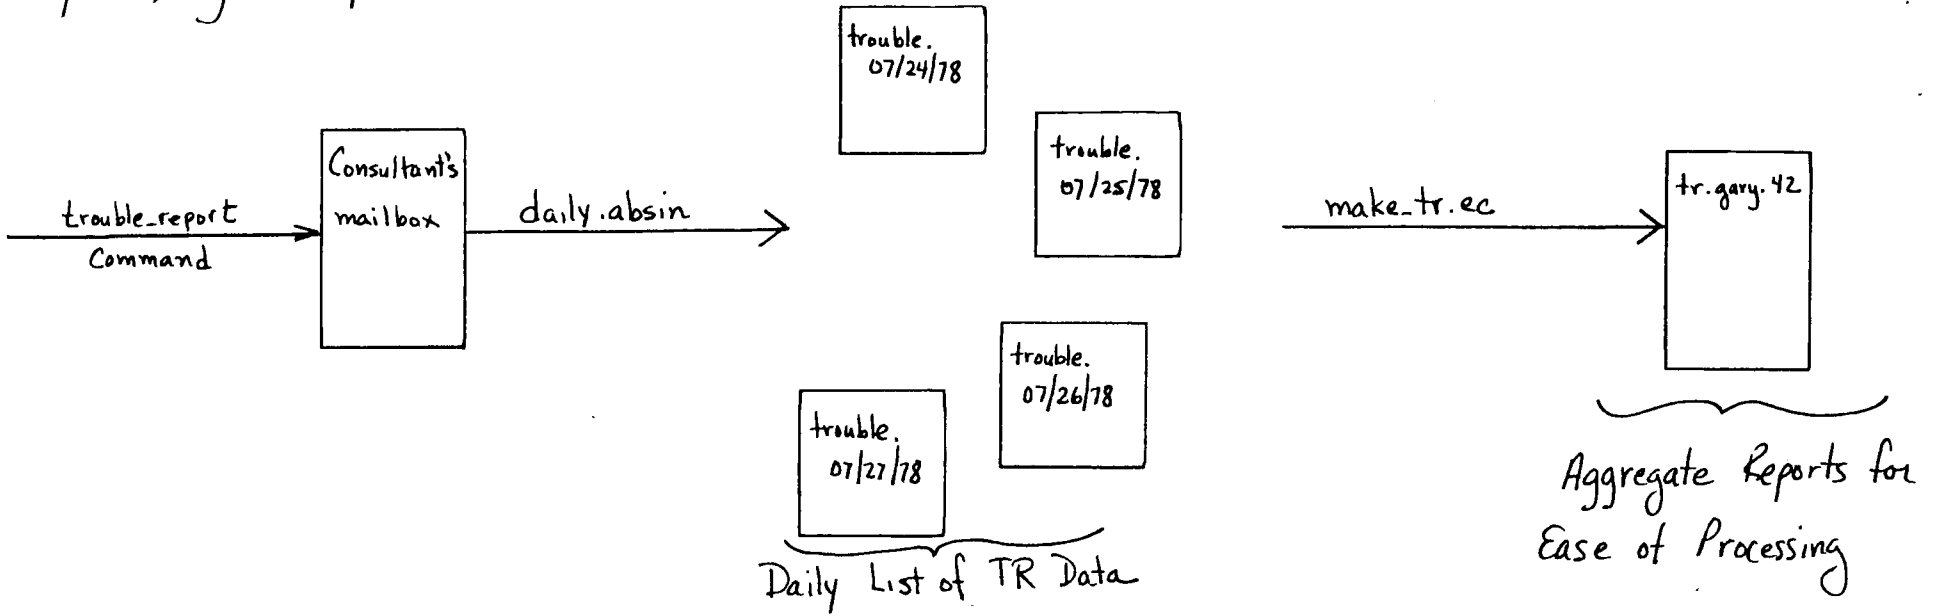 trouble_report
Command
Consultant's
mailbox
daily.absin
trouble.
07/24/78
trouble.
07/25/78
trouble.
07/26/78
trouble.
07/27/78
Daily List of TR Data
make_tr.ec
tr.gary.42
Aggregate Reports for
Ease of Processing